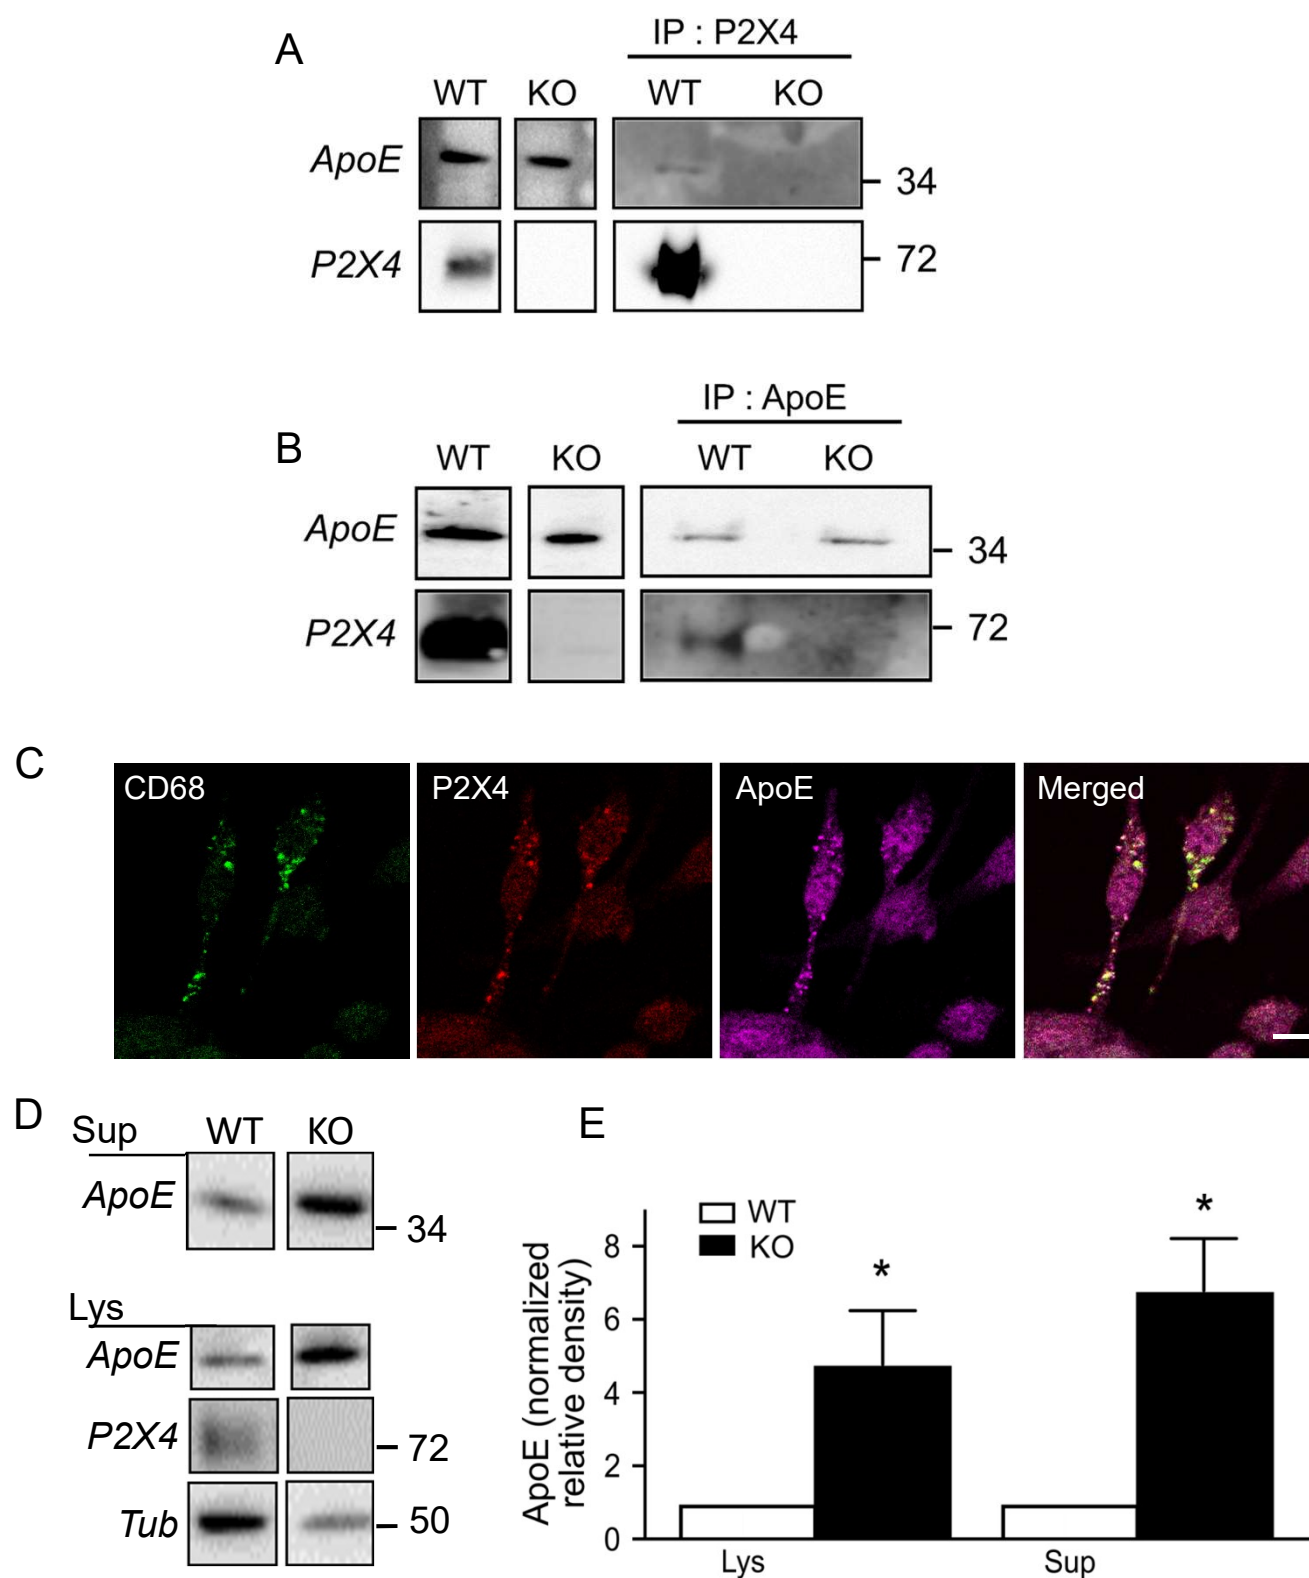 A
IP : P2X4
WT KO WT KO
ApoE
34
P2X4
72
IP : ApoE
B
WT KO WT KO
ApoE
34
P2X4
72
C
CD68 P2X4 ApoE Merged
D
Sup WT KO
ApoE
34
Lys
ApoE
P2X4
72
Tub
50
E
WT
KO
* *
ApoE (normalized
relative density)
8
6
4
2
0
Lys Sup